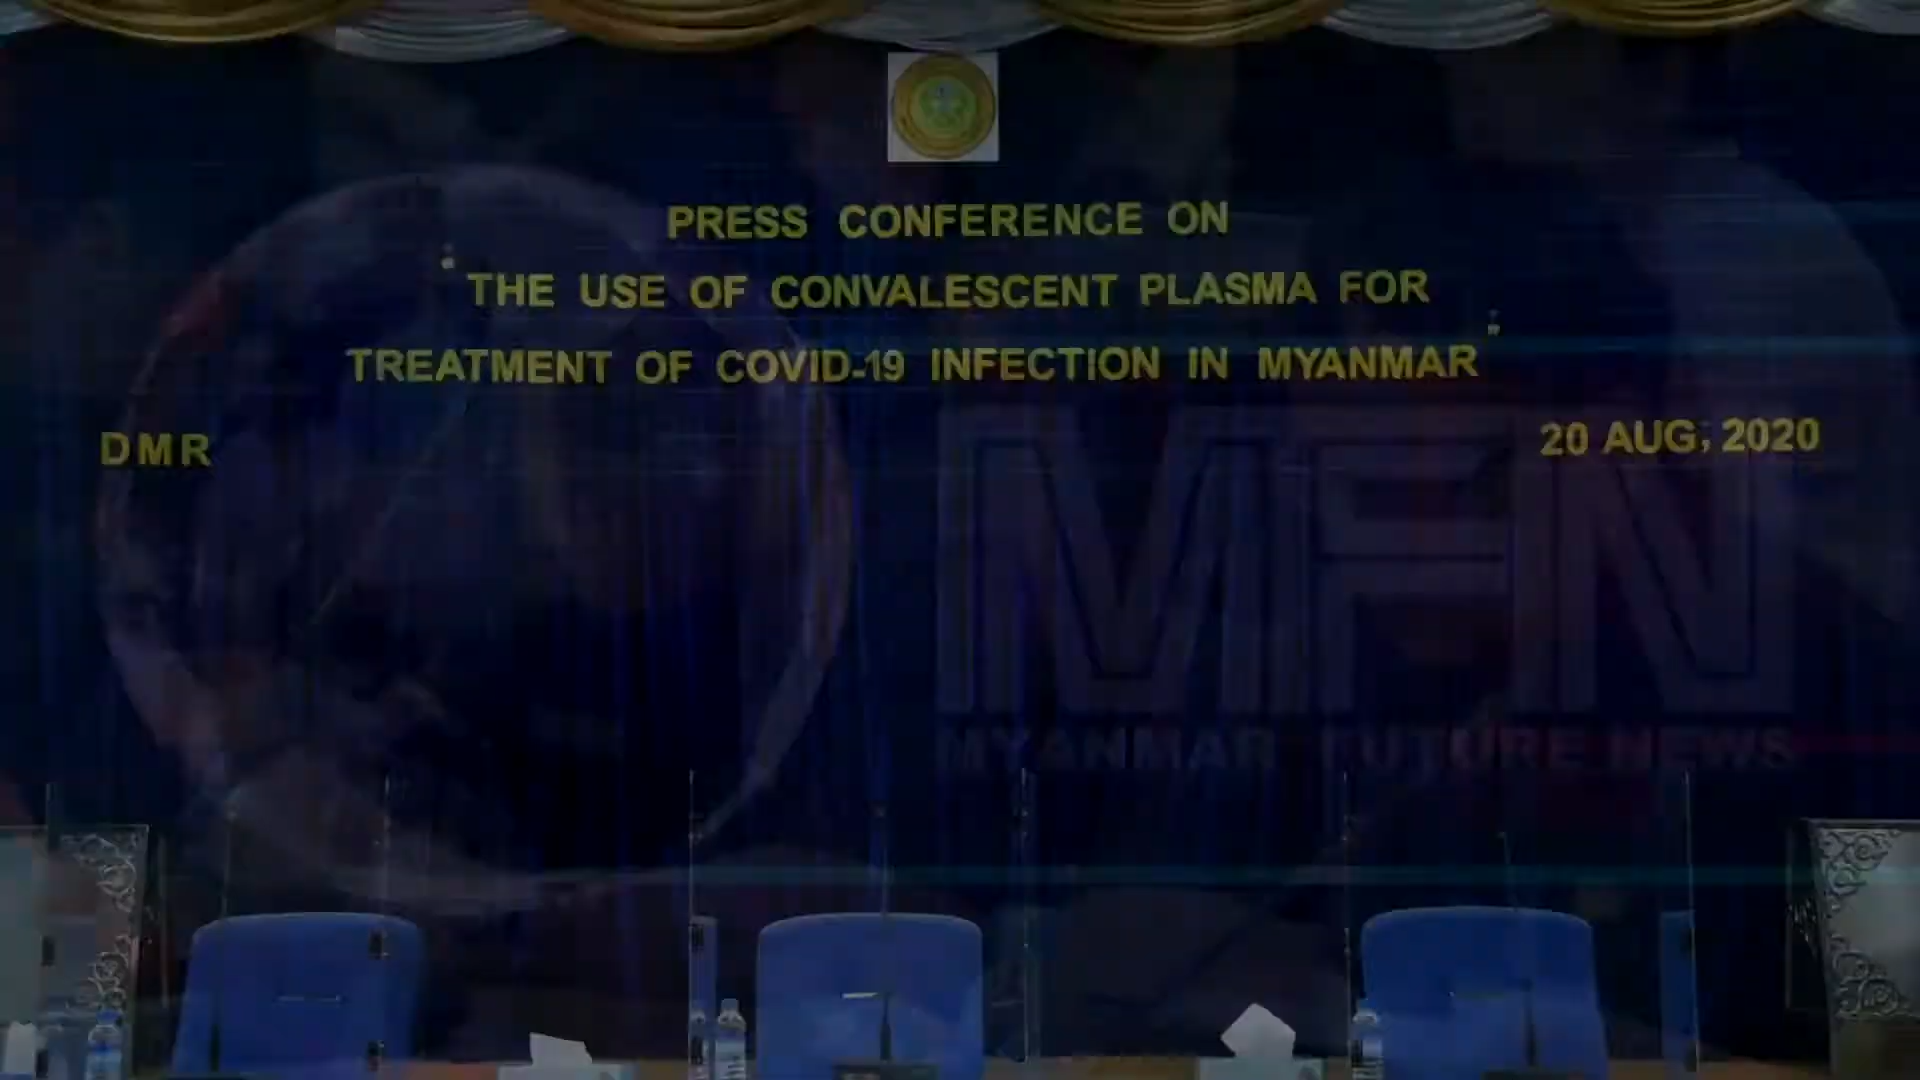 PRESS CONFERENCE ON
"THE USE OF CONVALESCENT PLASMA FOR
TREATMENT OF COVID-19 INFECTION IN MYANMAR"
DMR
20 AUG, 2020
MFN
MYANMAR FUTURE NEWS